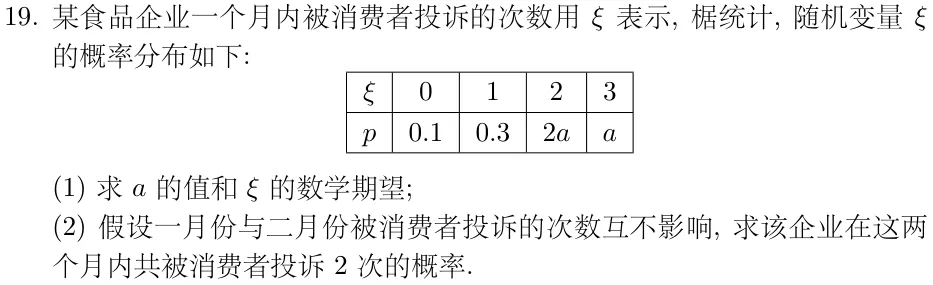 19. 某食品企业一个月内被消费者投诉的次数用 ξ 表示, 椐统计, 随机变量 ξ
的概率分布如下:
ξ 0 1 2 3
p 0.1 0.3 2a a
(1) 求 a 的值和 ξ 的数学期望;
(2) 假设一月份与二月份被消费者投诉的次数互不影响, 求该企业在这两
个月内共被消费者投诉 2 次的概率.